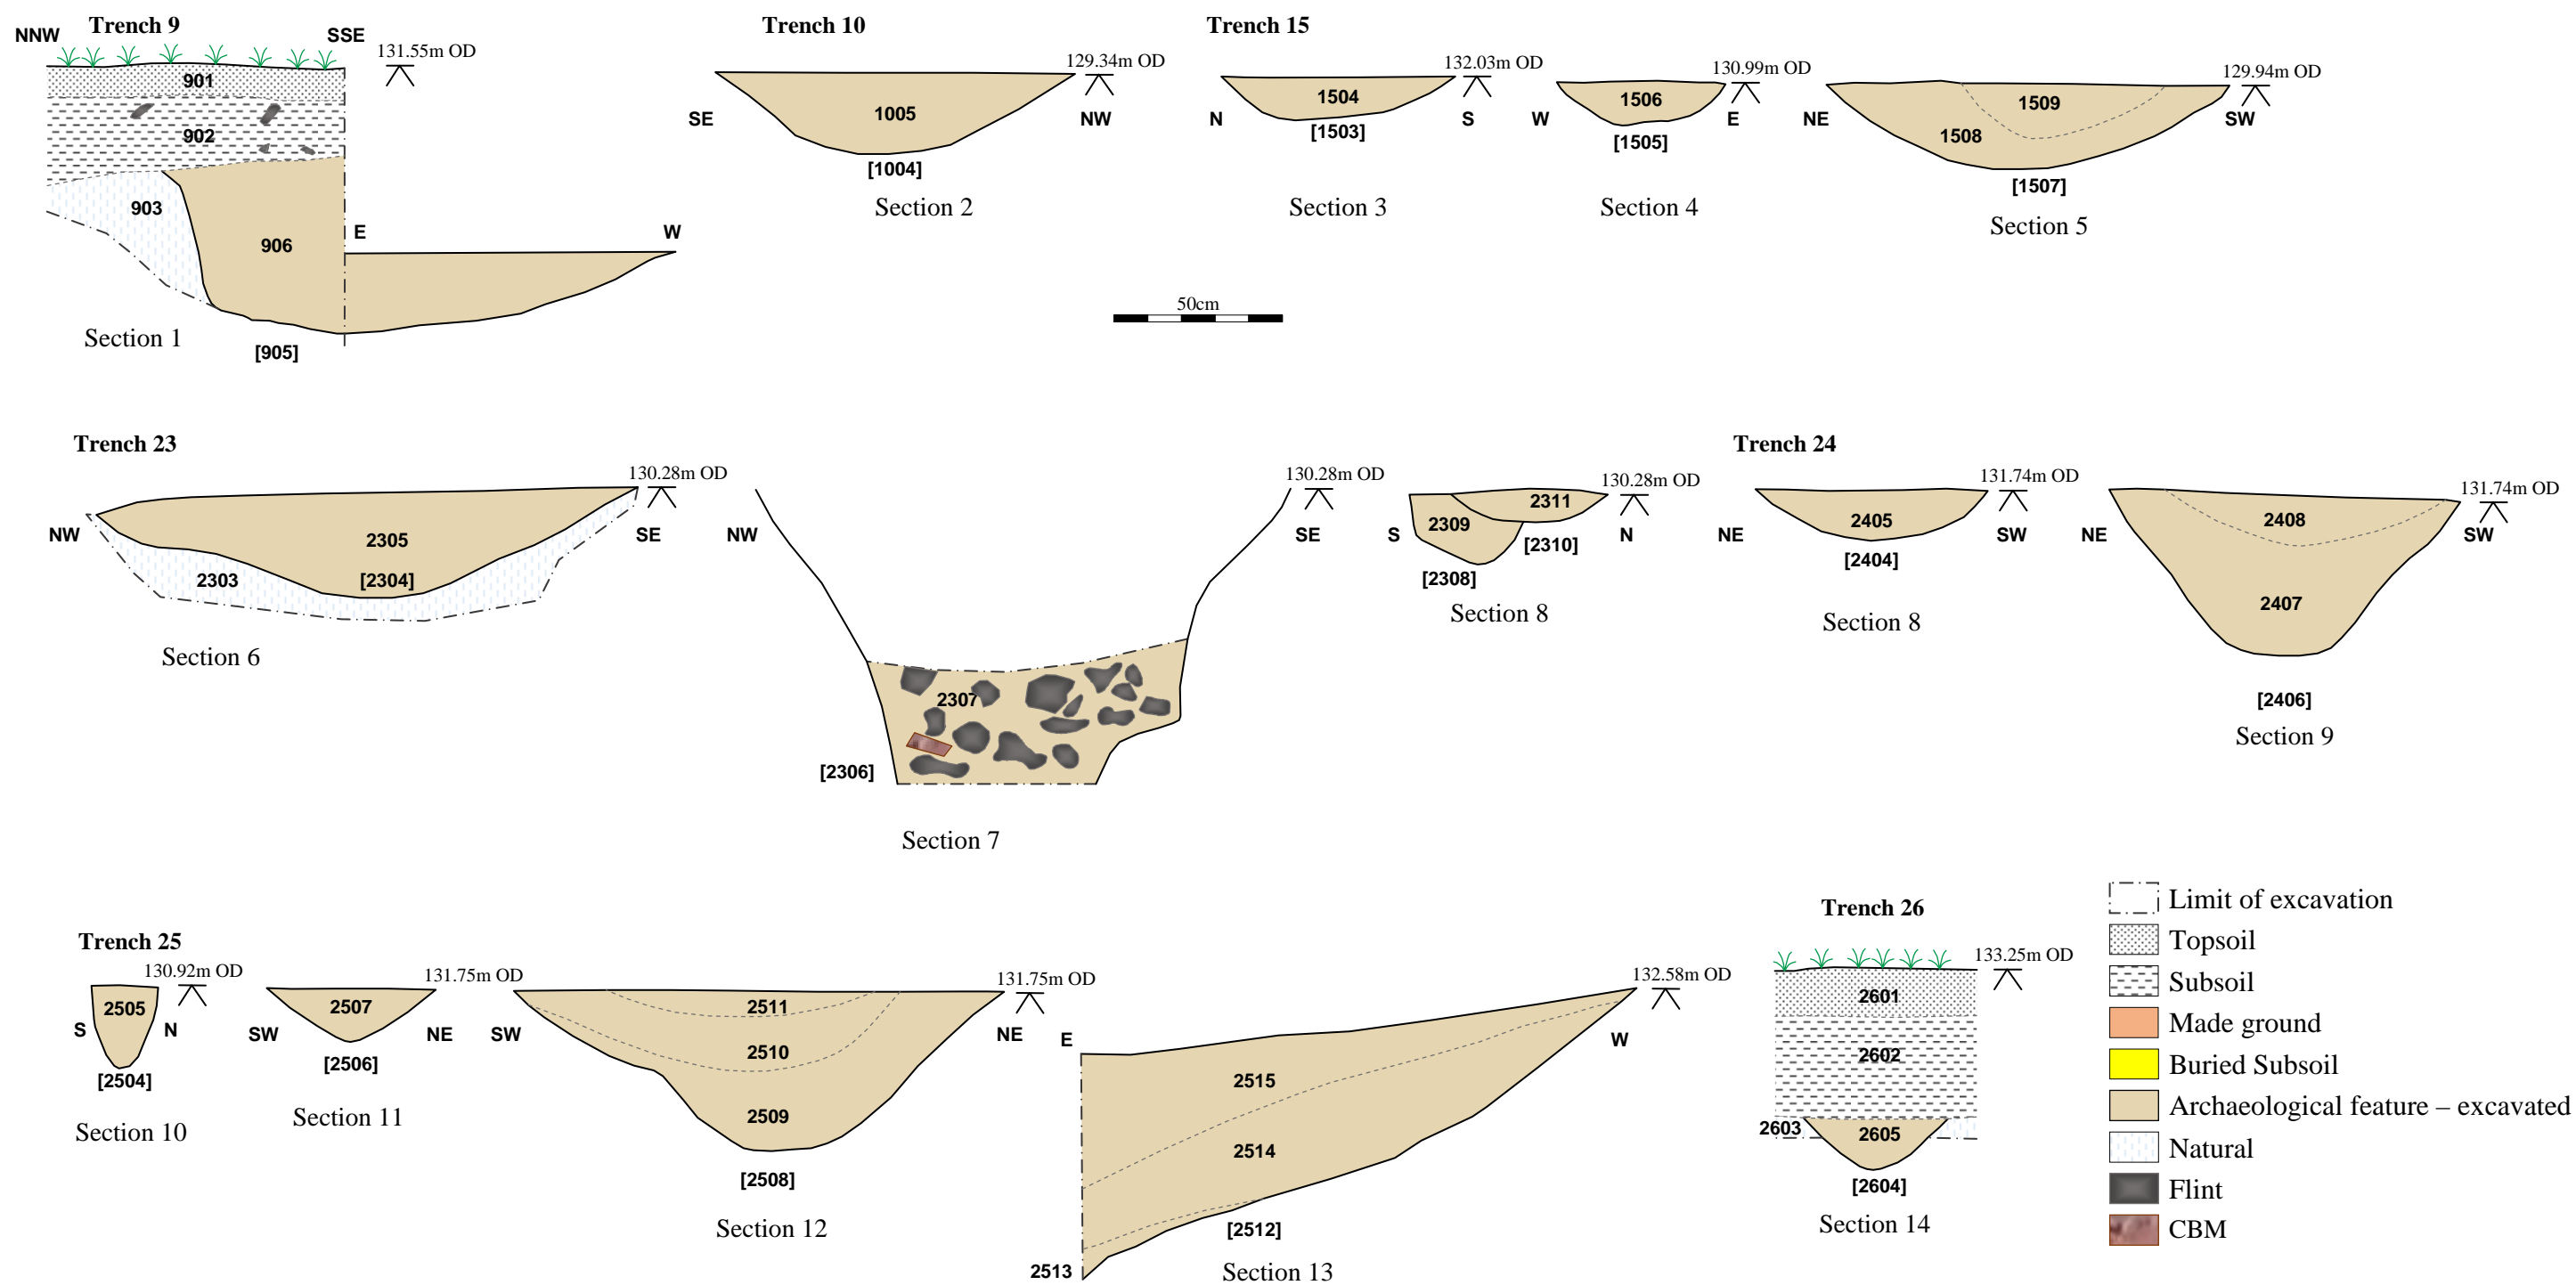 Trench 9
NNW
SSE
131.55m OD
901
902
903
906
E
W
Section 1
[905]
Trench 10
129.34m OD
SE
1005
NW
[1004]
Section 2
Trench 15
132.03m OD
1504
N
[1503]
S
Section 3
130.99m OD
1506
W
[1505]
E
Section 4
129.94m OD
1509
NE
1508
SW
[1507]
Section 5
50cm
Trench 23
130.28m OD
NW
2305
SE
2303
[2304]
Section 6
130.28m OD
NW
SE
2307
[2306]
Section 7
130.28m OD
2311
2309
S
[2310]
N
[2308]
Section 8
Trench 24
131.74m OD
2405
NE
SW
[2404]
Section 8
131.74m OD
2408
NE
SW
2407
[2406]
Section 9
Trench 25
130.92m OD
2505
S
N
[2504]
Section 10
131.75m OD
2507
SW
NE
[2506]
Section 11
131.75m OD
2511
SW
NE
2510
2509
[2508]
Section 12
132.58m OD
E
W
2515
2514
[2512]
2513
Section 13
Trench 26
133.25m OD
2601
2602
2603
2605
[2604]
Section 14
Limit of excavation
Topsoil
Subsoil
Made ground
Buried Subsoil
Archaeological feature – excavated
Natural
Flint
CBM